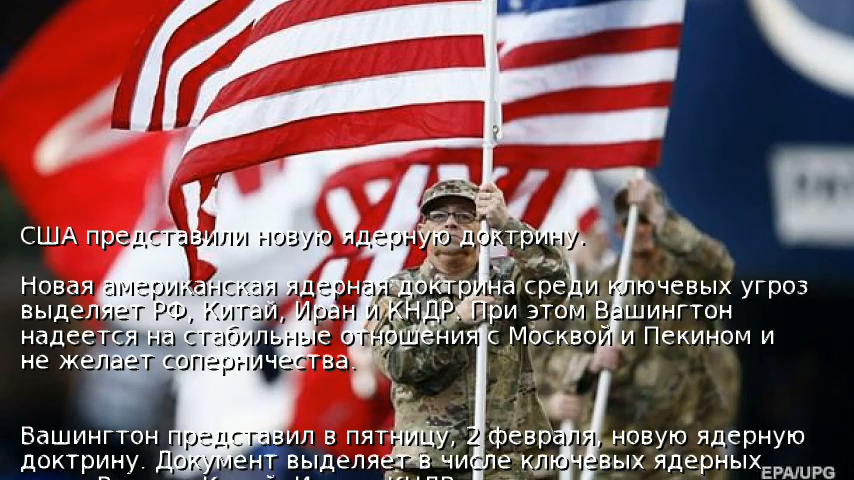 США представили новую ядерную доктрину.
Новая американская ядерная доктрина среди ключевых угроз
выделяет РФ, Китай, Иран и КНДР. При этом Вашингтон
надеется на стабильные отношения с Москвой и Пекином и
не желает соперничества.
Вашингтон представил в пятницу, 2 февраля, новую ядерную
доктрину. Документ выделяет в числе ключевых ядерных
EPA/UPG